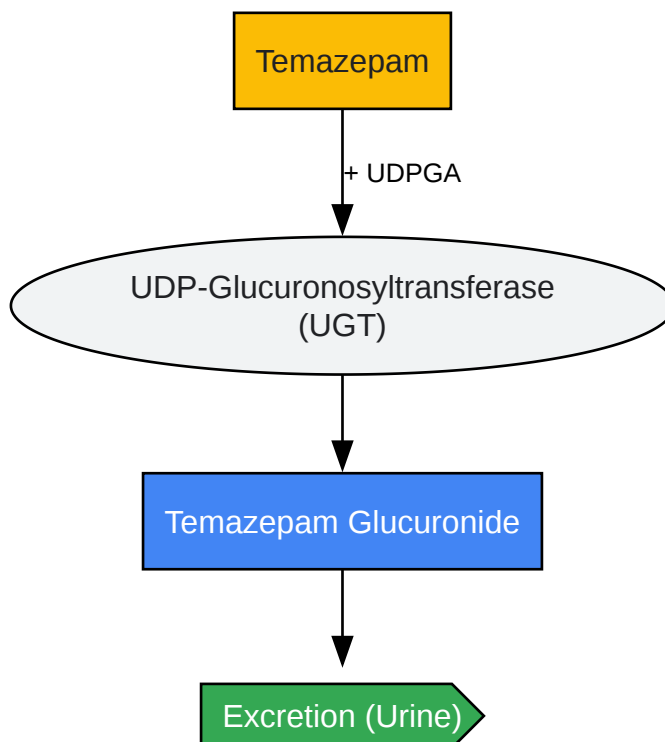 Temazepam
+ UDPGA
UDP-Glucuronosyltransferase
(UGT)
Temazepam Glucuronide
Excretion (Urine)